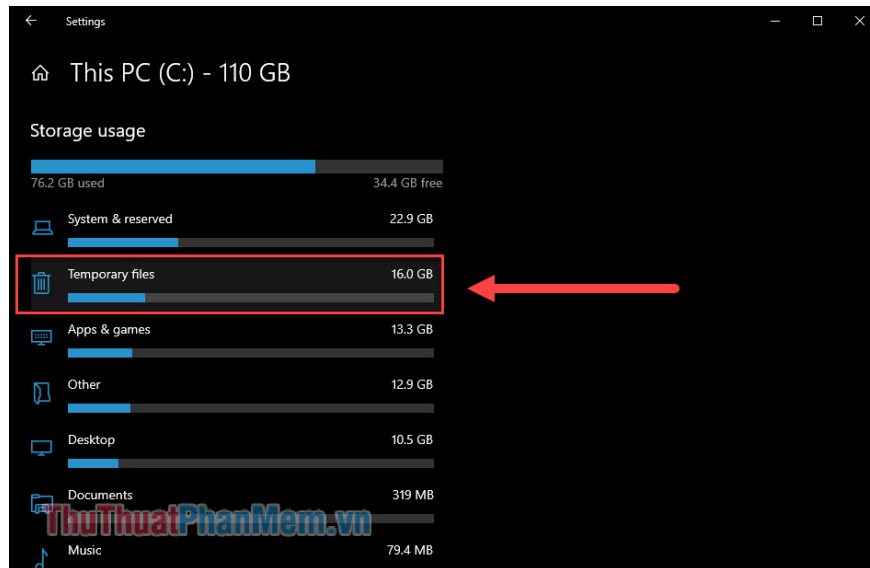 Settings
This PC (C:) - 110 GB
Storage usage
76.2 GB used 34.4 GB free
System & reserved 22.9 GB
Temporary files 16.0 GB
Apps & games 13.3 GB
Other 12.9 GB
Desktop 10.5 GB
Documents 319 MB
ThuThuatPhanMem.vn
Music 79.4 MB